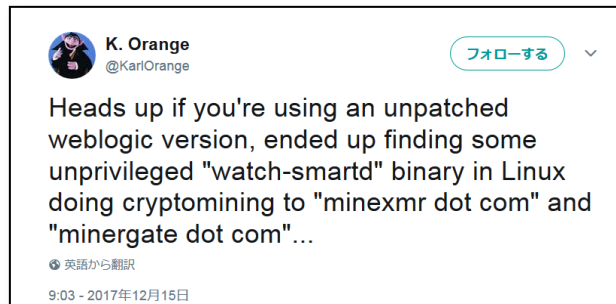 K. Orange
@KarlOrange
フォローする
Heads up if you're using an unpatched
weblogic version, ended up finding some
unprivileged "watch-smartd" binary in Linux
doing cryptomining to "minexmr dot com" and
"minergate dot com"...
英語から翻訳
9:03 - 2017年12月15日